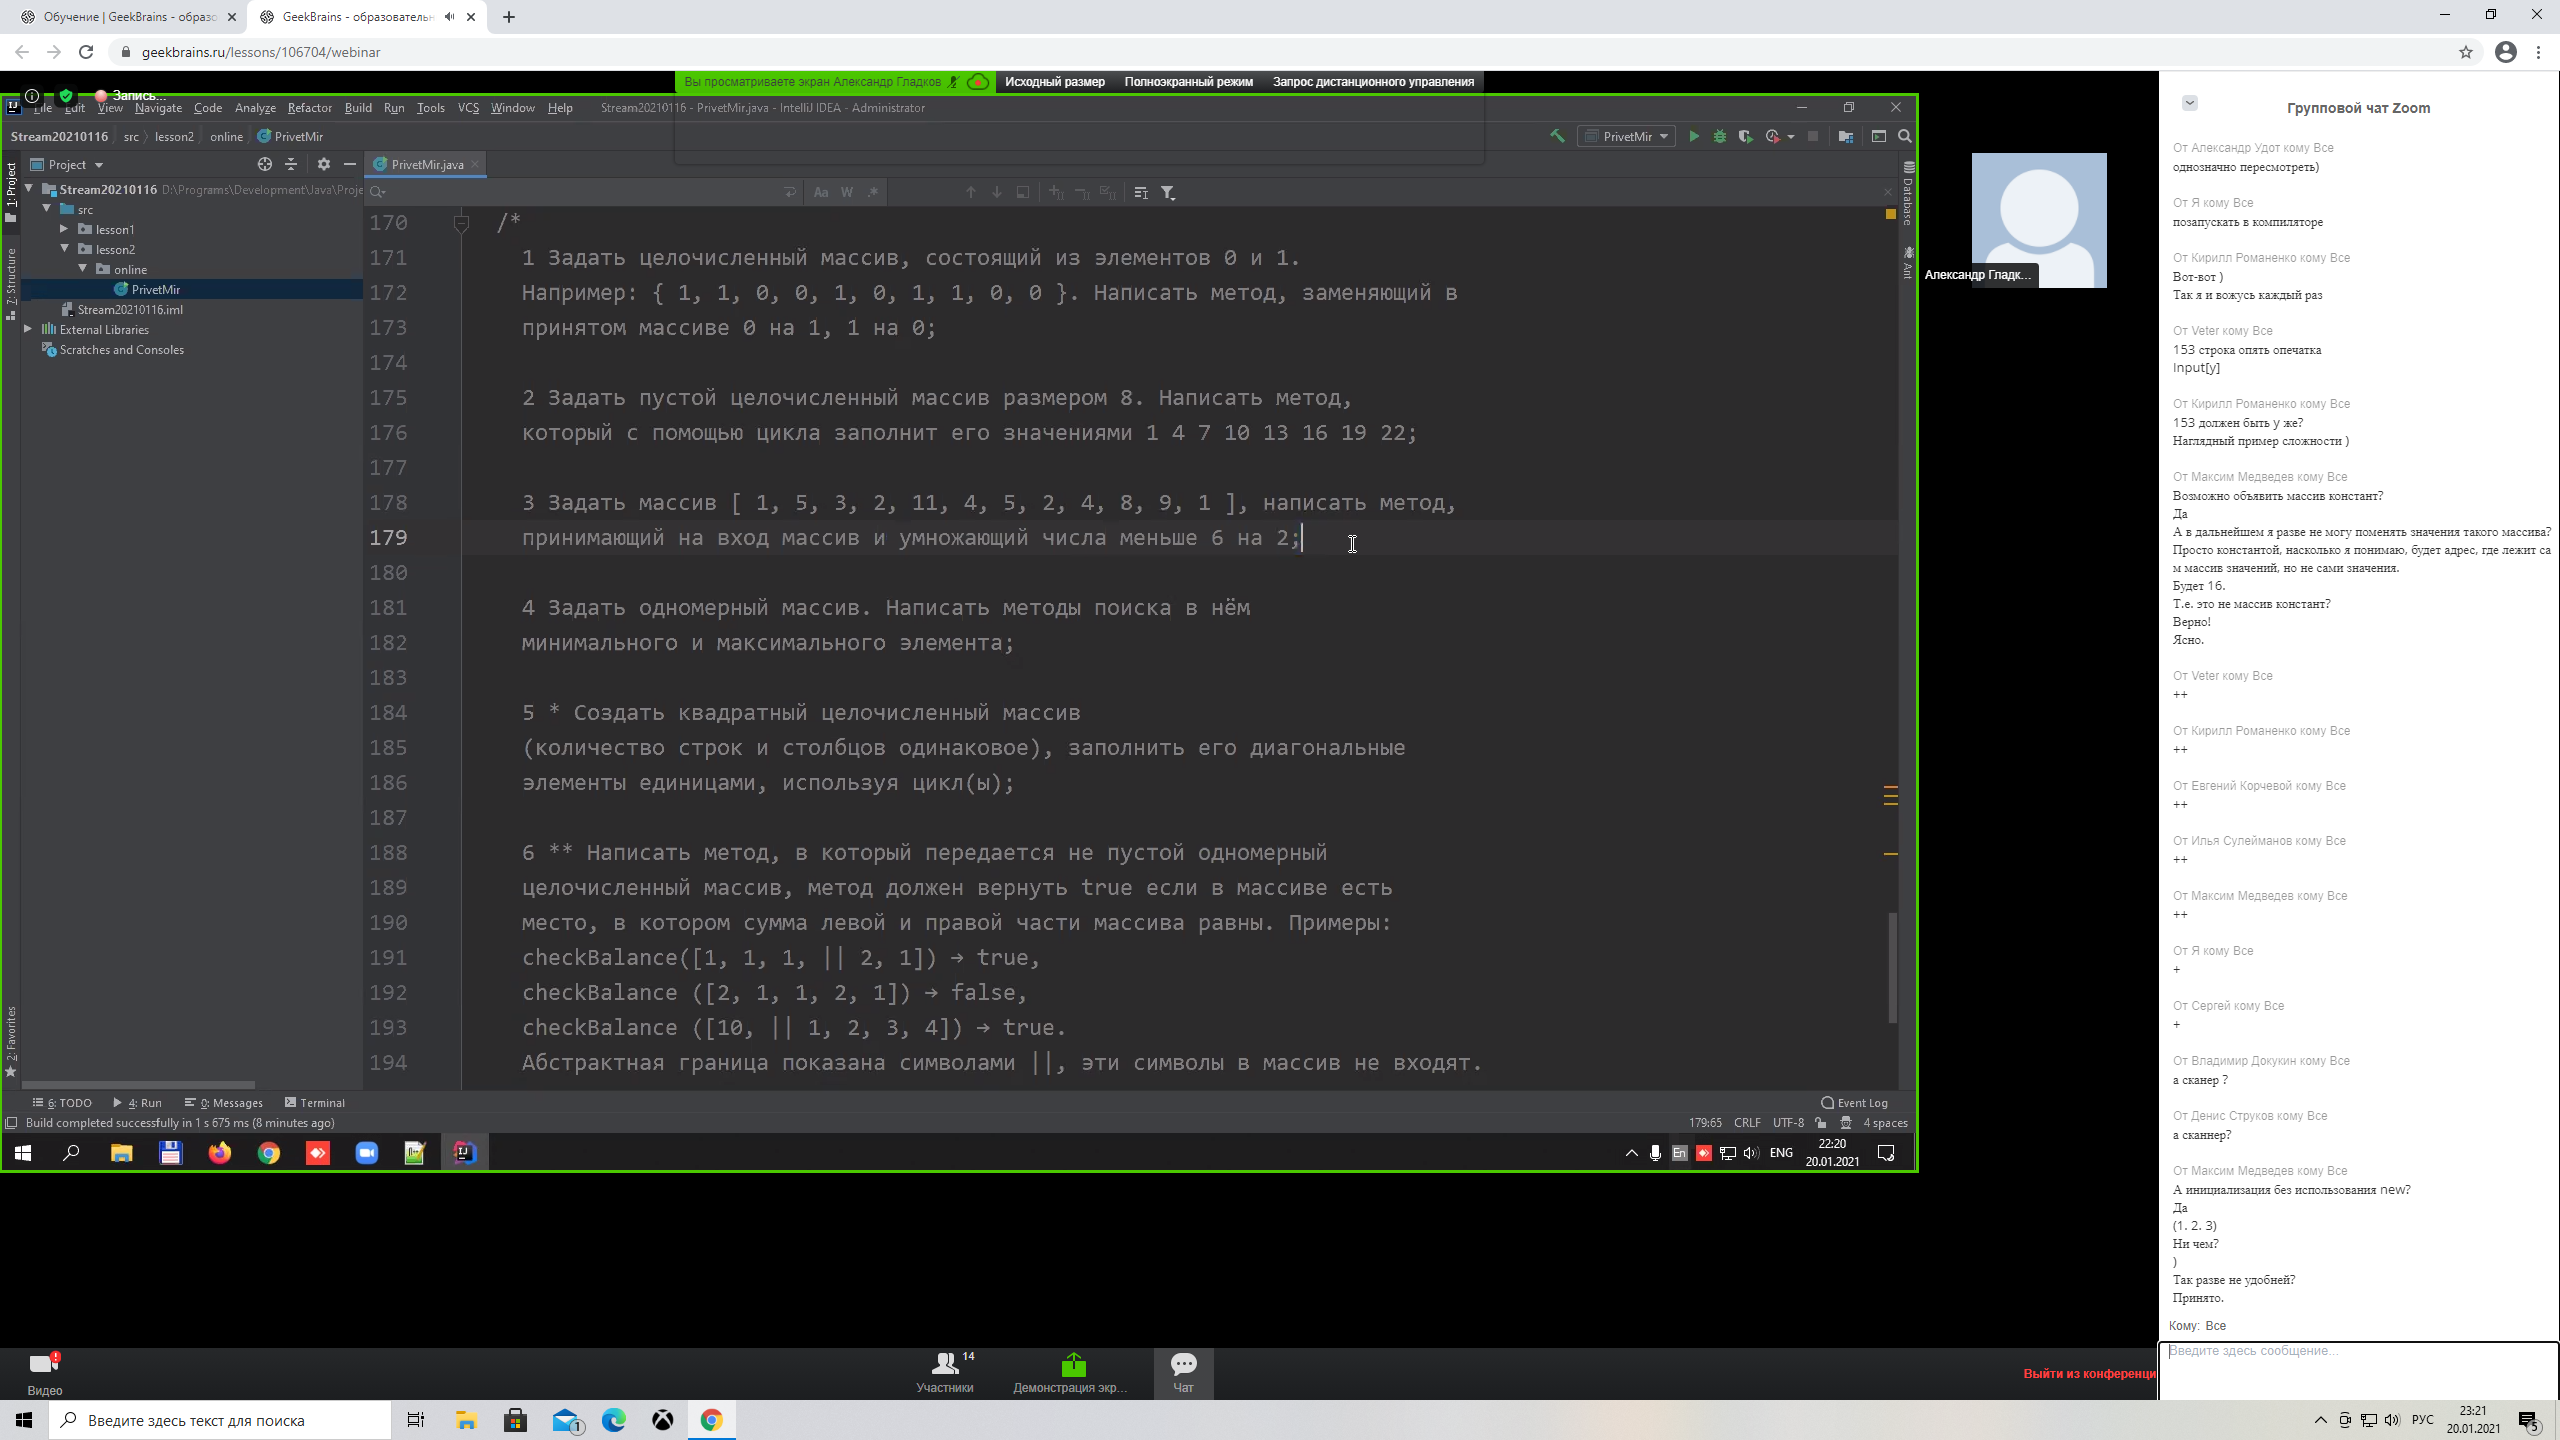 Обучение | GeekBrains - образо
GeekBrains - образователь
geekbrains.ru/lessons/106704/webinar
Вы просматриваете экран Александр Гладков
Исходный размер
Полноэкранный режим
Запрос дистанционного управления
Запись...
File Edit View Navigate Code Analyze Refactor Build Run Tools VCS Window Help
Stream20210116 - PrivetMir.java - IntelliJ IDEA - Administrator
Stream20210116 src lesson2 online PrivetMir
PrivetMir
Project
PrivetMir.java
Stream20210116 D:\Programs\Development\Java\Proje
src
lesson1
lesson2
online
PrivetMir
Stream20210116.iml
External Libraries
Scratches and Consoles
1: Project
7: Structure
2: Favorites
Database
Ant
Aa W .*
170 /*
171 1 Задать целочисленный массив, состоящий из элементов 0 и 1.
172 Например: { 1, 1, 0, 0, 1, 0, 1, 1, 0, 0 }. Написать метод, заменяющий в
173 принятом массиве 0 на 1, 1 на 0;
174
175 2 Задать пустой целочисленный массив размером 8. Написать метод,
176 который с помощью цикла заполнит его значениями 1 4 7 10 13 16 19 22;
177
178 3 Задать массив [ 1, 5, 3, 2, 11, 4, 5, 2, 4, 8, 9, 1 ], написать метод,
179 принимающий на вход массив и умножающий числа меньше 6 на 2;
180
181 4 Задать одномерный массив. Написать методы поиска в нём
182 минимального и максимального элемента;
183
184 5 * Создать квадратный целочисленный массив
185 (количество строк и столбцов одинаковое), заполнить его диагональные
186 элементы единицами, используя цикл(ы);
187
188 6 ** Написать метод, в который передается не пустой одномерный
189 целочисленный массив, метод должен вернуть true если в массиве есть
190 место, в котором сумма левой и правой части массива равны. Примеры:
191 checkBalance([1, 1, 1, || 2, 1]) → true,
192 checkBalance ([2, 1, 1, 2, 1]) → false,
193 checkBalance ([10, || 1, 2, 3, 4]) → true.
194 Абстрактная граница показана символами ||, эти символы в массив не входят.
6: TODO 4: Run 0: Messages Terminal
Event Log
Build completed successfully in 1 s 675 ms (8 minutes ago)
179:65 CRLF UTF-8 4 spaces
En
ENG
22:20
20.01.2021
Александр Гладк...
Групповой чат Zoom
От Александр Удот кому Все
однозначно пересмотреть)
От Я кому Все
позапускать в компиляторе
От Кирилл Романенко кому Все
Вот-вот )
Так я и вожусь каждый раз
От Veter кому Все
153 строка опять опечатка
Input[y]
От Кирилл Романенко кому Все
153 должен быть y же?
Наглядный пример сложности )
От Максим Медведев кому Все
Возможно объявить массив констант?
Да
А в дальнейшем я разве не могу поменять значения такого массива?
Просто константой, насколько я понимаю, будет адрес, где лежит са
м массив значений, но не сами значения.
Будет 16.
Т.е. это не массив констант?
Верно!
Ясно.
От Veter кому Все
++
От Кирилл Романенко кому Все
++
От Евгений Корчевой кому Все
++
От Илья Сулейманов кому Все
++
От Максим Медведев кому Все
++
От Я кому Все
+
От Сергей кому Все
+
От Владимир Докукин кому Все
а сканер ?
От Денис Струков кому Все
а сканнер?
От Максим Медведев кому Все
А инициализация без использования new?
Да
(1. 2. 3)
Ни чем?
)
Так разве не удобней?
Принято.
Кому: Все
Введите здесь сообщение...
Видео
14
Участники
Демонстрация экр...
Чат
Выйти из конференци
Введите здесь текст для поиска
1
РУС
23:21
20.01.2021
5